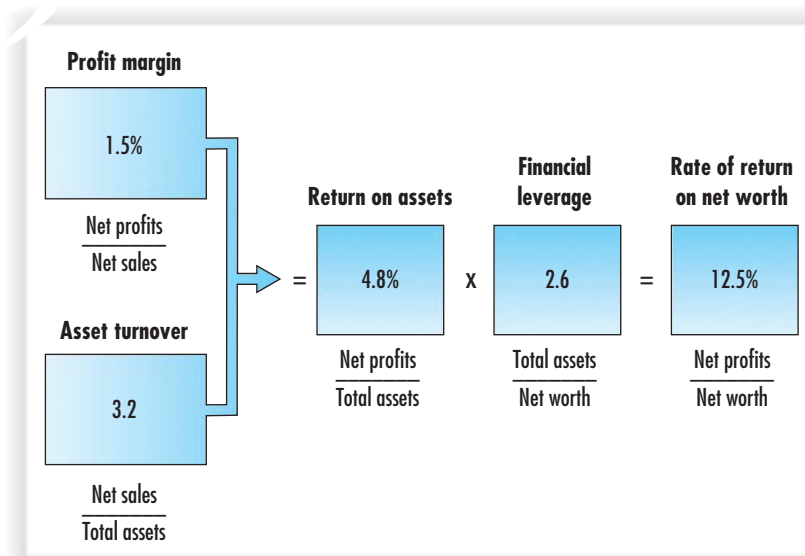 Profit margin
1.5%
Net profits
Net sales
Asset turnover
3.2
Net sales
Total assets
=
Return on assets
4.8%
Net profits
Total assets
x
Financial
leverage
2.6
Total assets
Net worth
=
Rate of return
on net worth
12.5%
Net profits
Net worth